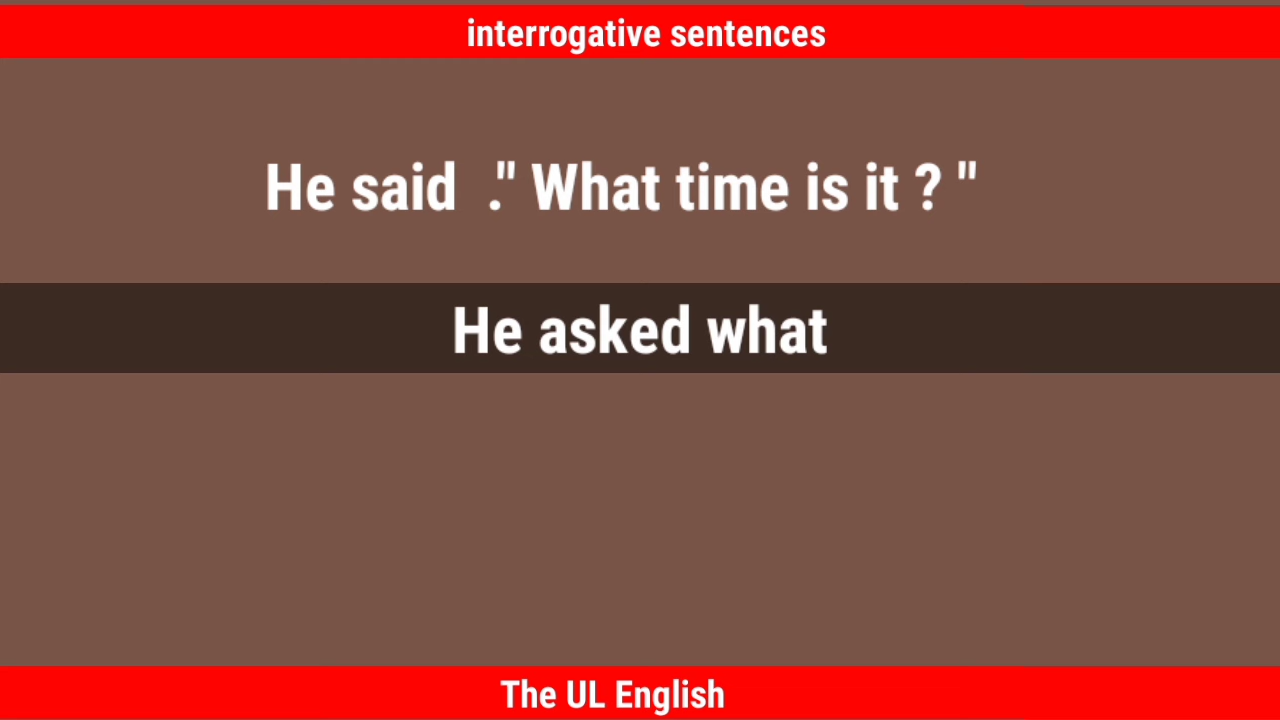 interrogative sentences
He said  ." What time is it ? "
He asked what
The UL English